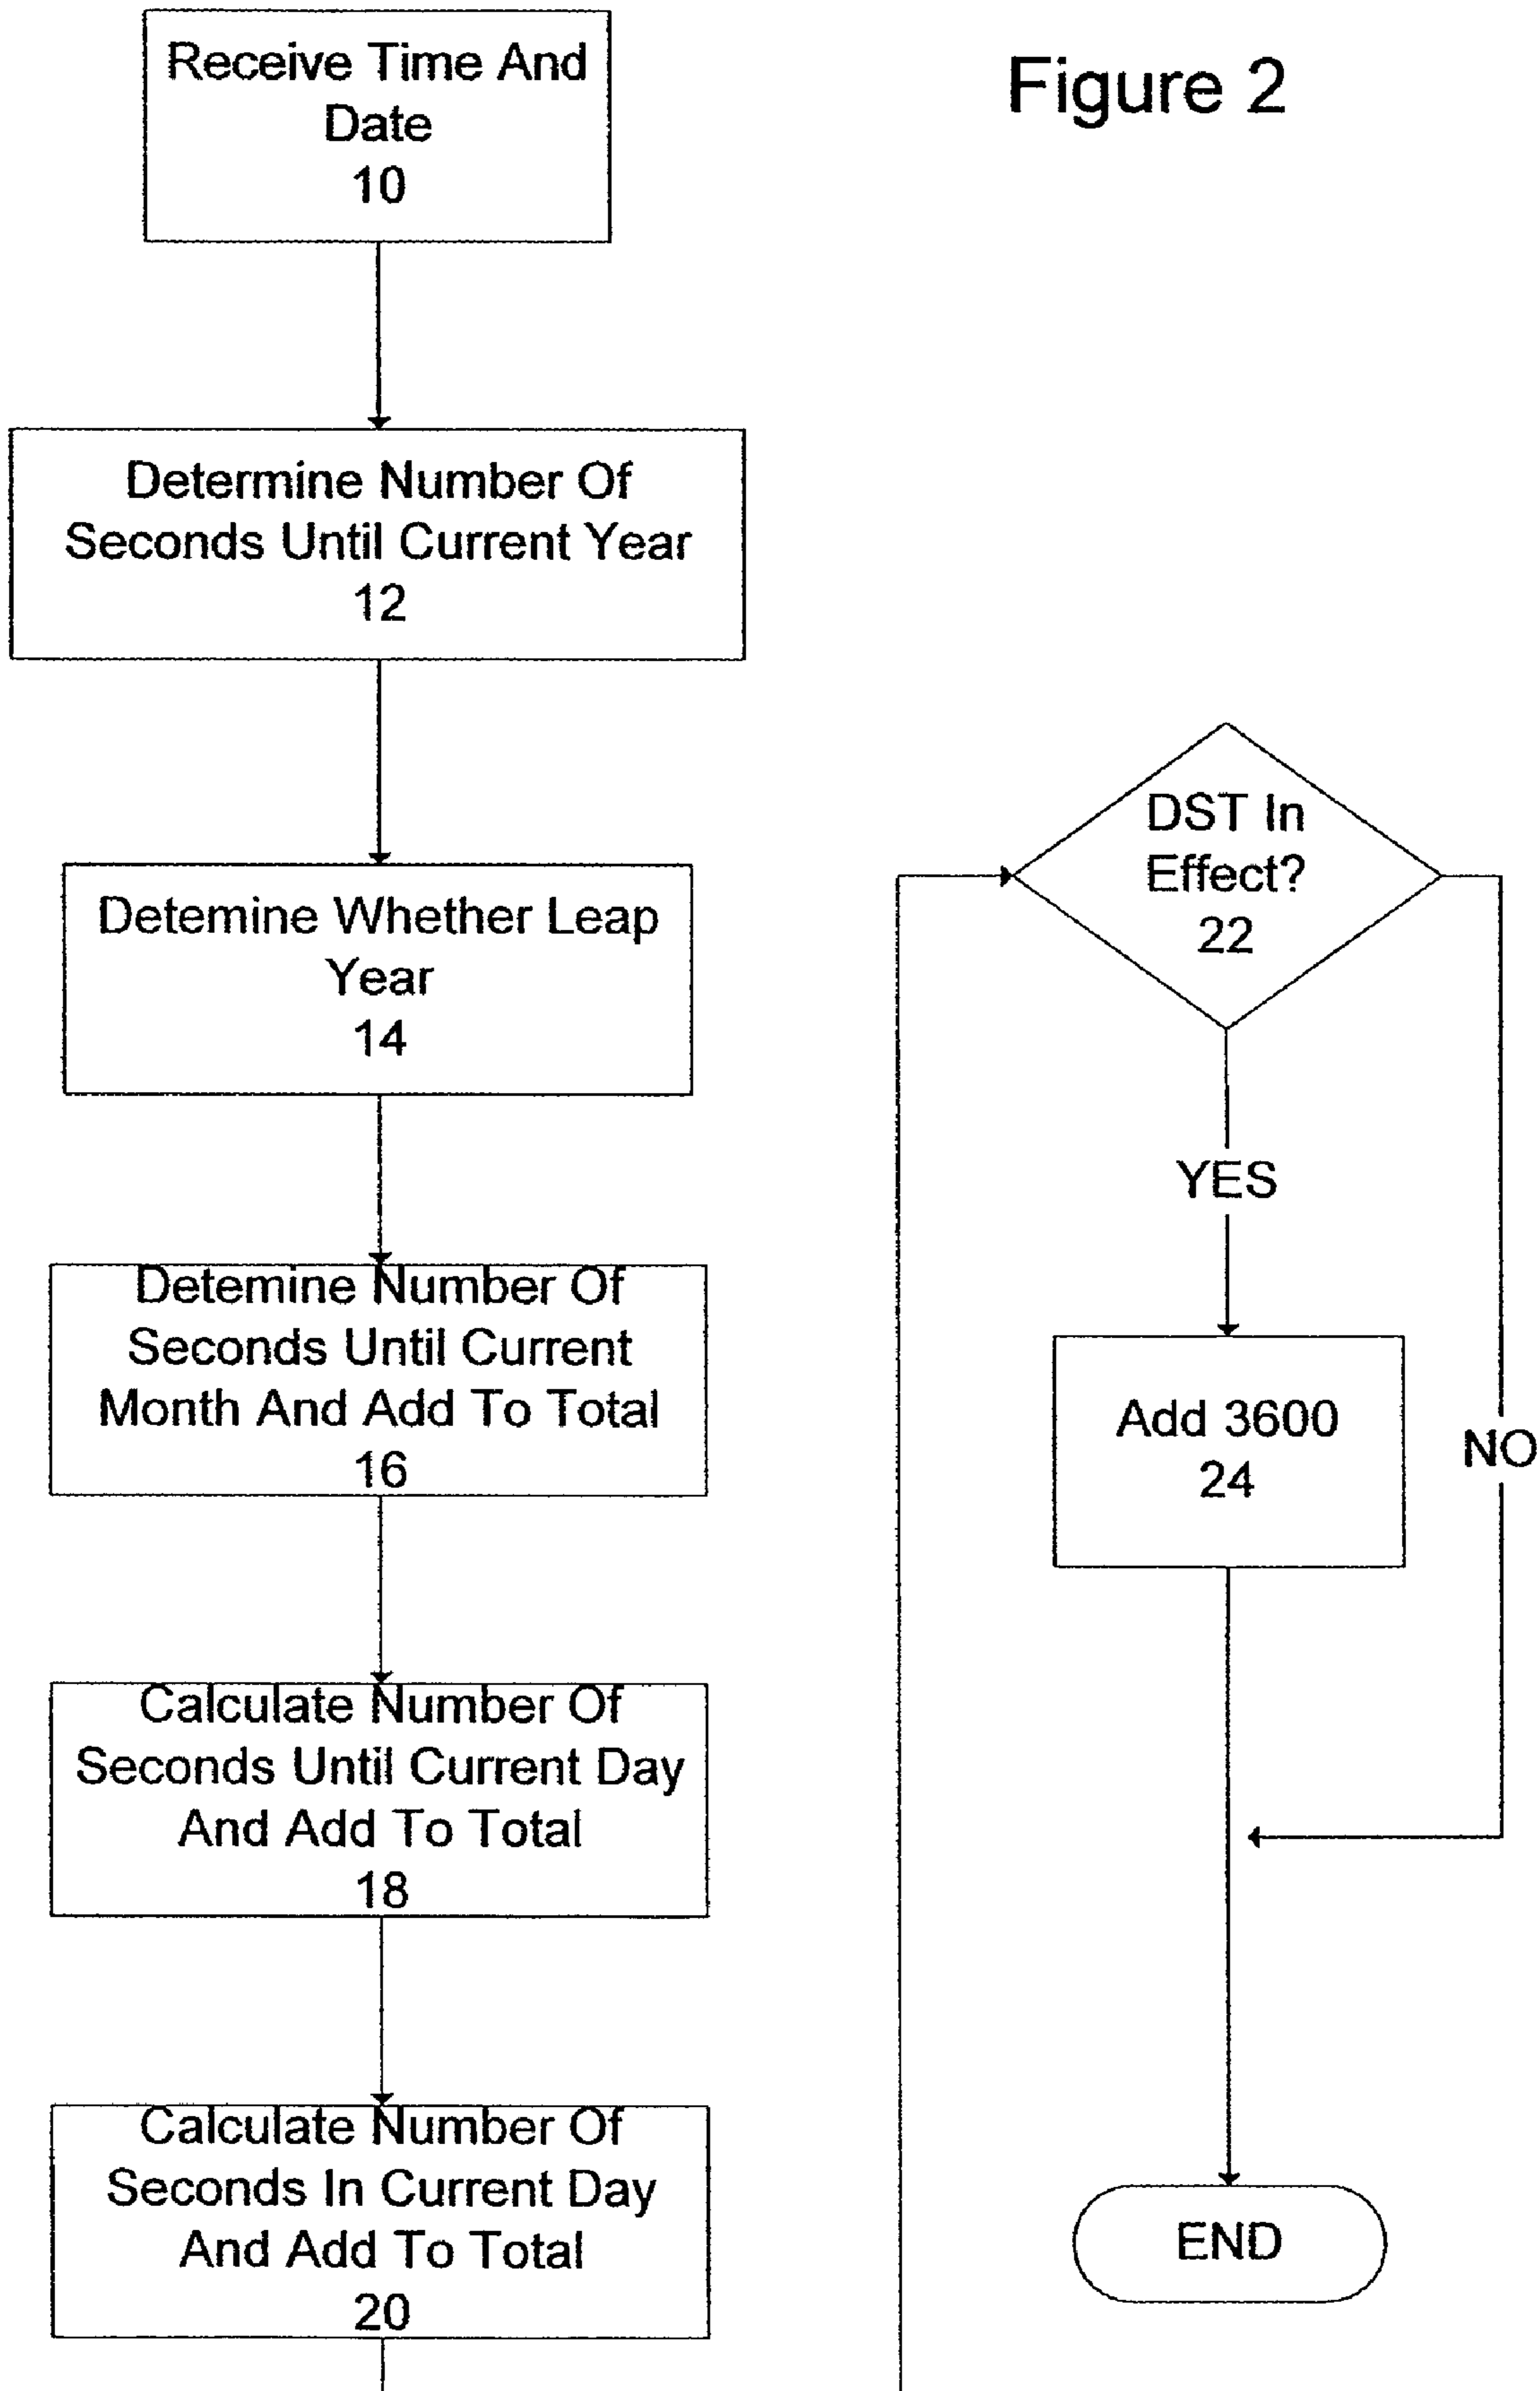 Figure 2
Receive Time And
Date
10
Determine Number Of
Seconds Until Current Year
12
Detemine Whether Leap
Year
14
Detemine Number Of
Seconds Until Current
Month And Add To Total
16
Calculate Number Of
Seconds Until Current Day
And Add To Total
18
Calculate Number Of
Seconds In Current Day
And Add To Total
20
DST In
Effect?
22
YES
NO
Add 3600
24
END